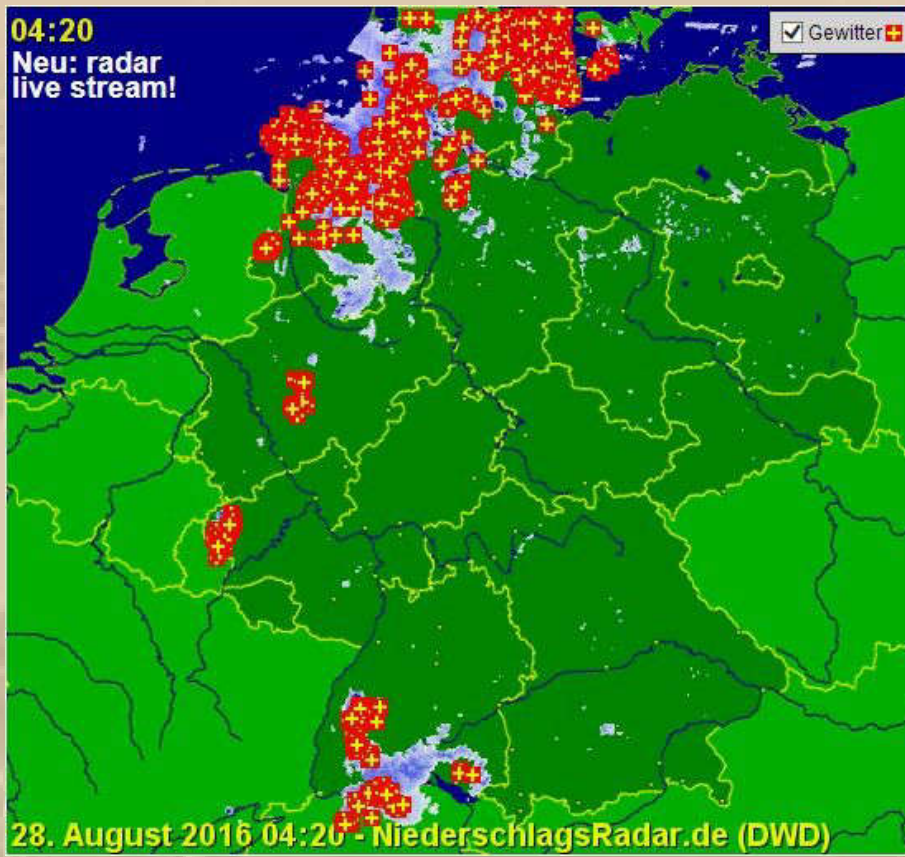 04:20
Neu: radar
live stream!
Gewitter
28. August 2016 04:20 - NiederschlagsRadar.de (DWD)